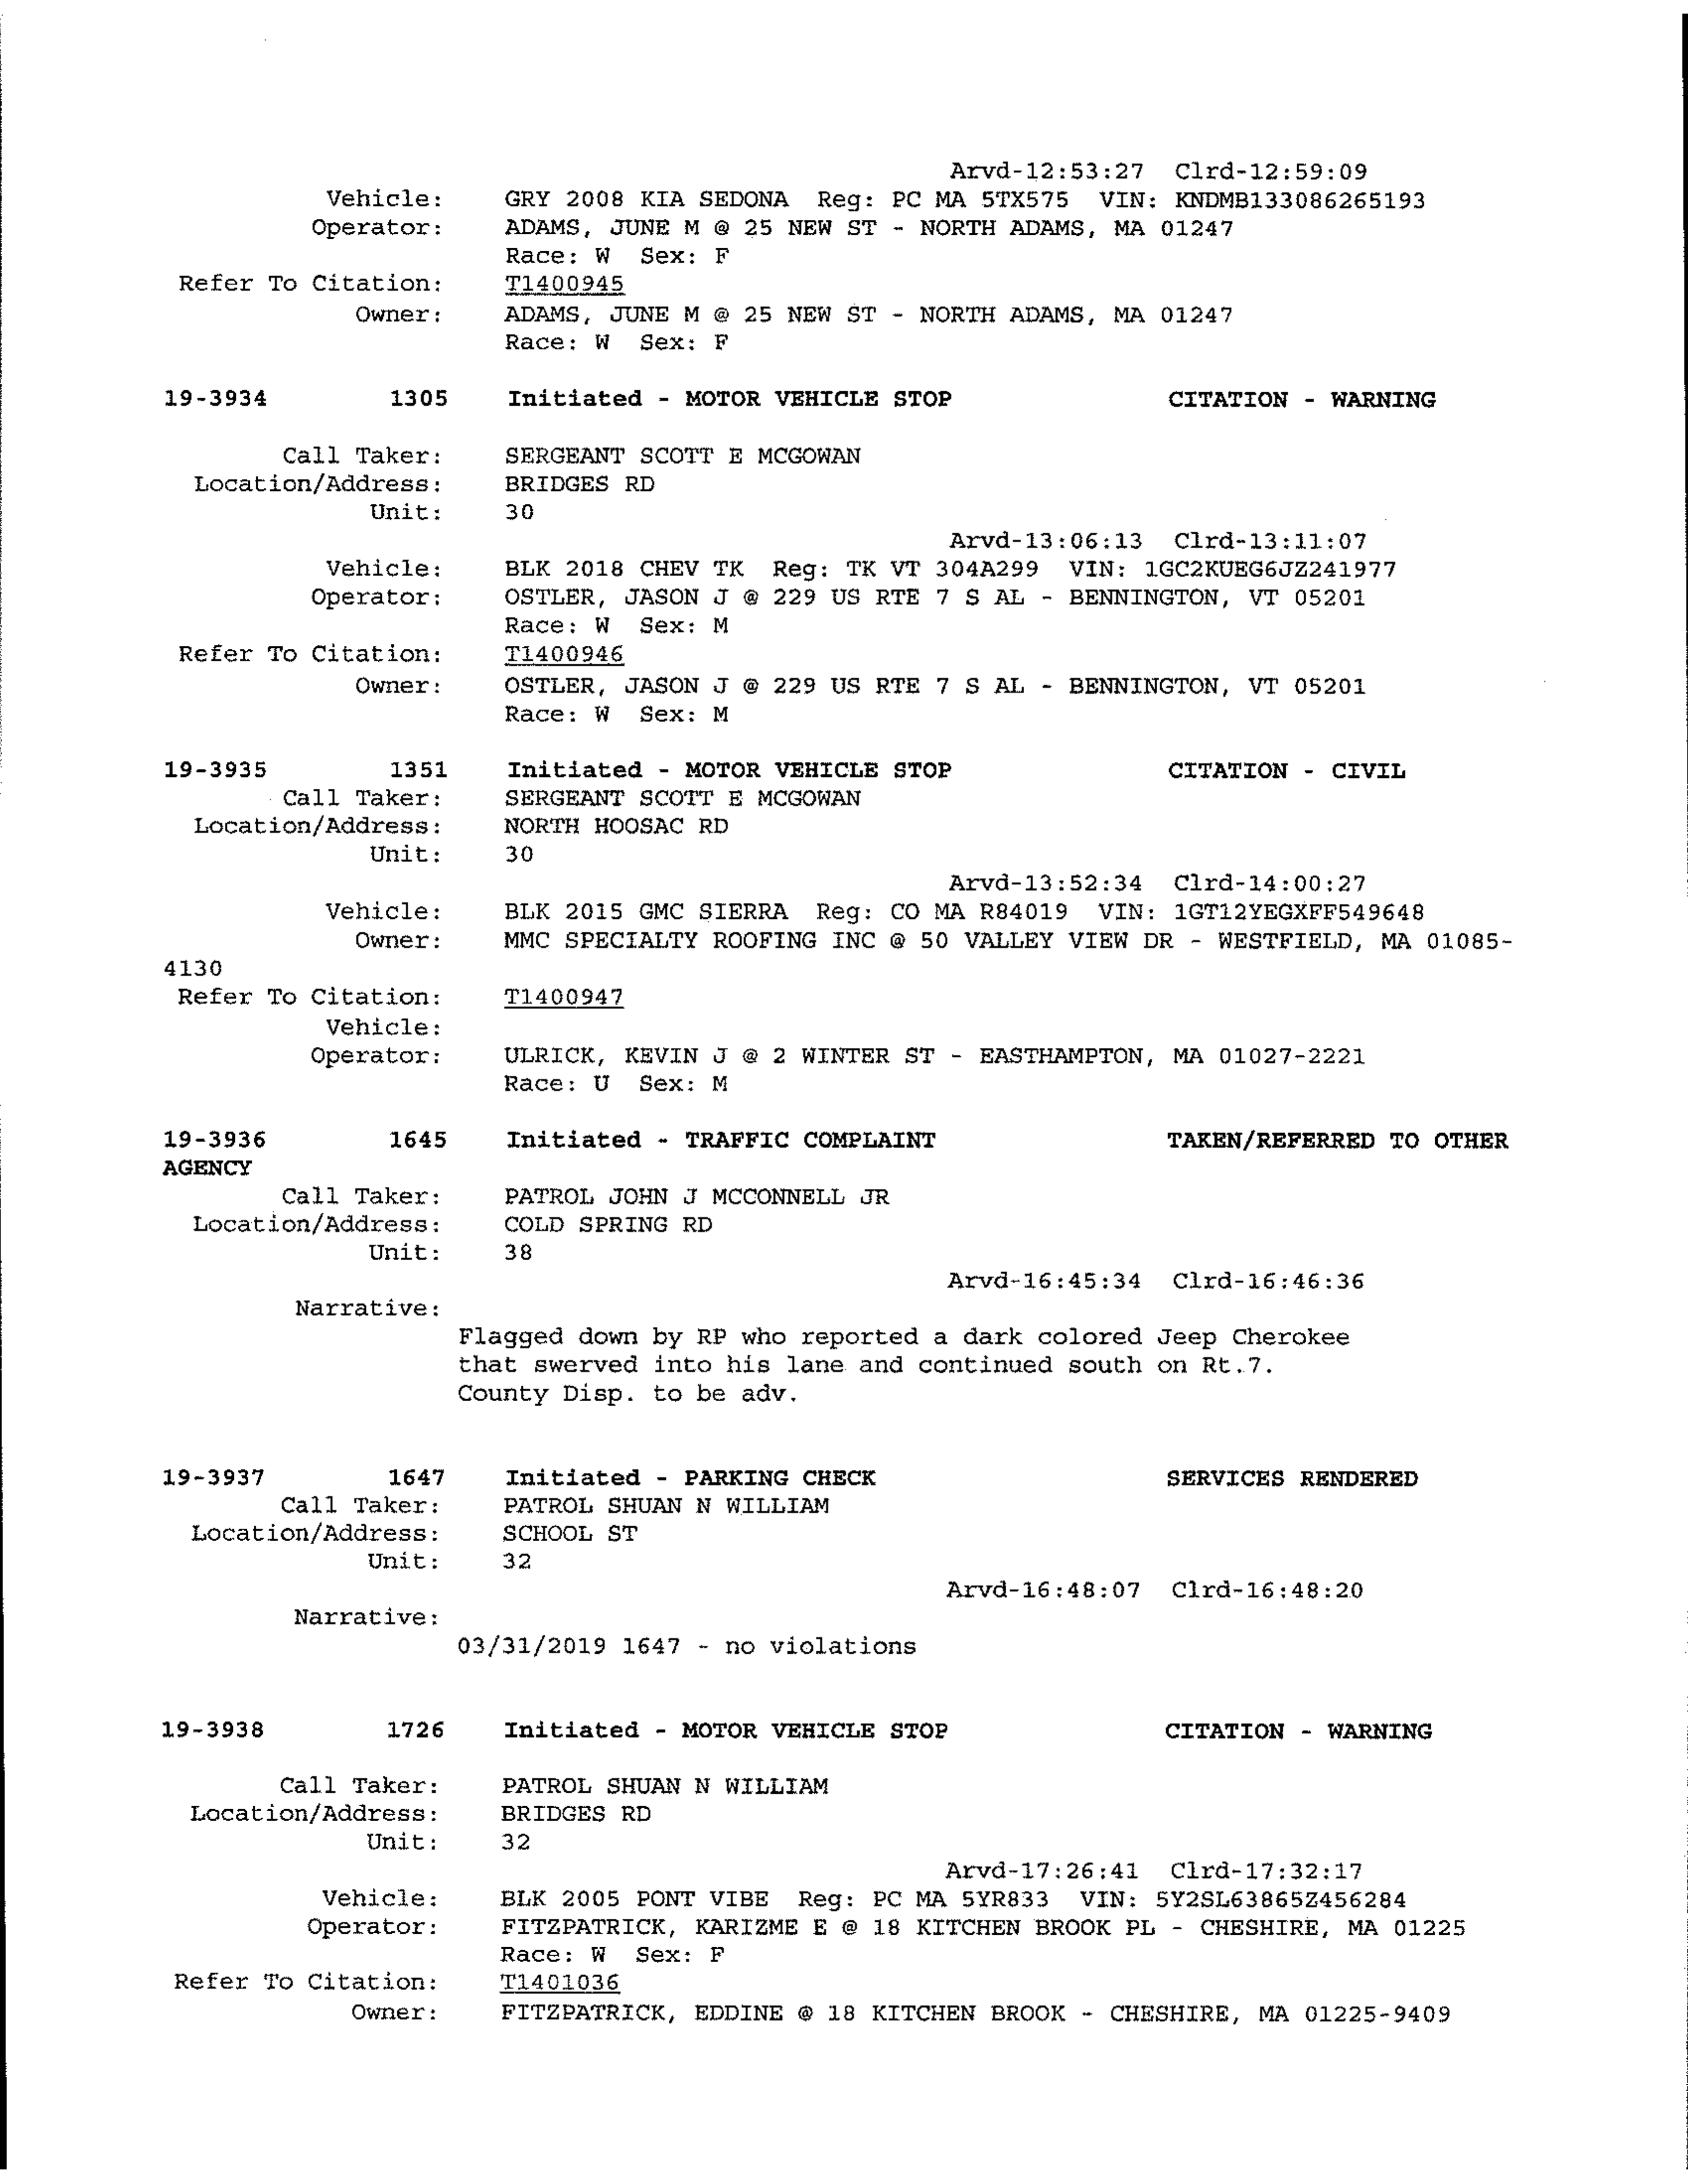 Arvd-12:53:27 Clrd-12:59:09
Vehicle: GRY 2008 KIA SEDONA Reg: PC MA 5TX575 VIN: KNDMB133086265193
Operator: ADAMS, JUNE M @ 25 NEW ST - NORTH ADAMS, MA 01247
Race: W Sex: F
Refer To Citation: T1400945
Owner: ADAMS, JUNE M @ 25 NEW ST - NORTH ADAMS, MA 01247
Race: W Sex: F
19-3934 1305 Initiated - MOTOR VEHICLE STOP CITATION - WARNING
Call Taker: SERGEANT SCOTT E MCGOWAN
Location/Address: BRIDGES RD
Unit: 30
Arvd-13:06:13 Clrd-13:11:07
Vehicle: BLK 2018 CHEV TK Reg: TK VT 304A299 VIN: 1GC2KUEG6JZ241977
Operator: OSTLER, JASON J @ 229 US RTE 7 S AL - BENNINGTON, VT 05201
Race: W Sex: M
Refer To Citation: T1400946
Owner: OSTLER, JASON J @ 229 US RTE 7 S AL - BENNINGTON, VT 05201
Race: W Sex: M
19-3935 1351 Initiated - MOTOR VEHICLE STOP CITATION - CIVIL
Call Taker: SERGEANT SCOTT E MCGOWAN
Location/Address: NORTH HOOSAC RD
Unit: 30
Arvd-13:52:34 Clrd-14:00:27
Vehicle: BLK 2015 GMC SIERRA Reg: CO MA R84019 VIN: 1GT12YEGXFF549648
Owner: MMC SPECIALTY ROOFING INC @ 50 VALLEY VIEW DR - WESTFIELD, MA 01085-
4130
Refer To Citation: T1400947
Vehicle:
Operator: ULRICK, KEVIN J @ 2 WINTER ST - EASTHAMPTON, MA 01027-2221
Race: U Sex: M
19-3936 1645 Initiated - TRAFFIC COMPLAINT TAKEN/REFERRED TO OTHER
AGENCY
Call Taker: PATROL JOHN J MCCONNELL JR
Location/Address: COLD SPRING RD
Unit: 38
Arvd-16:45:34 Clrd-16:46:36
Narrative:
Flagged down by RP who reported a dark colored Jeep Cherokee
that swerved into his lane and continued south on Rt.7.
County Disp. to be adv.
19-3937 1647 Initiated - PARKING CHECK SERVICES RENDERED
Call Taker: PATROL SHUAN N WILLIAM
Location/Address: SCHOOL ST
Unit: 32
Arvd-16:48:07 Clrd-16:48:20
Narrative:
03/31/2019 1647 - no violations
19-3938 1726 Initiated - MOTOR VEHICLE STOP CITATION - WARNING
Call Taker: PATROL SHUAN N WILLIAM
Location/Address: BRIDGES RD
Unit: 32
Arvd-17:26:41 Clrd-17:32:17
Vehicle: BLK 2005 PONT VIBE Reg: PC MA 5YR833 VIN: 5Y2SL63865Z456284
Operator: FITZPATRICK, KARIZME E @ 18 KITCHEN BROOK PL - CHESHIRE, MA 01225
Race: W Sex: F
Refer To Citation: T1401036
Owner: FITZPATRICK, EDDINE @ 18 KITCHEN BROOK - CHESHIRE, MA 01225-9409